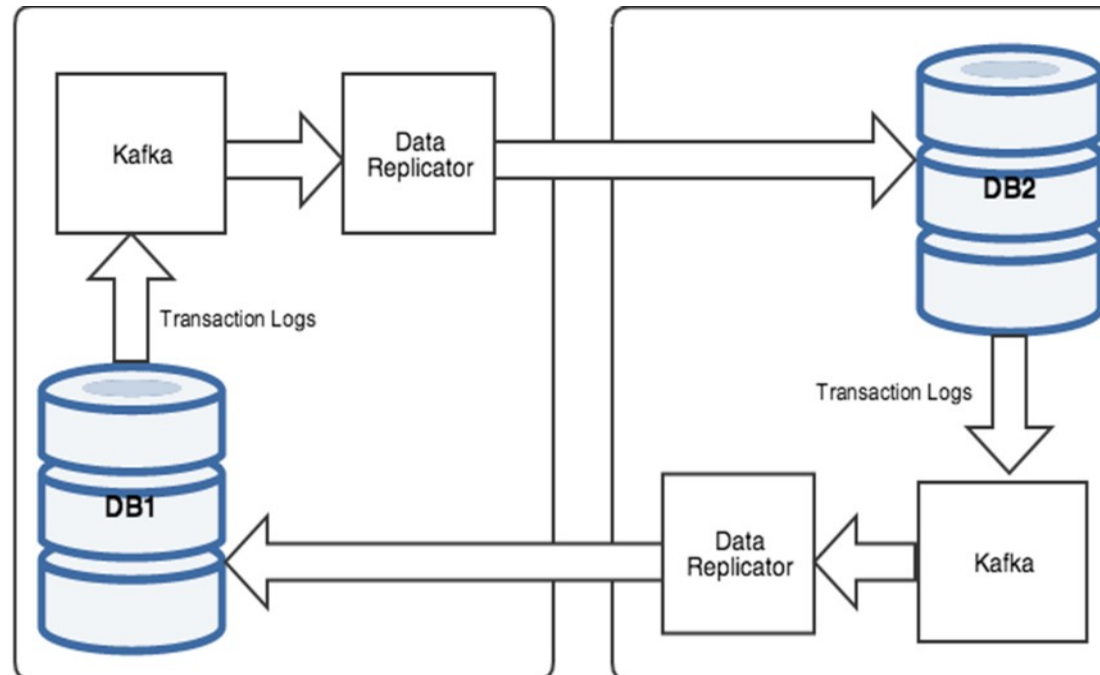 Kafka
Data
Replicator
DB2
Transaction Logs
Transaction Logs
DB1
Data
Replicator
Kafka